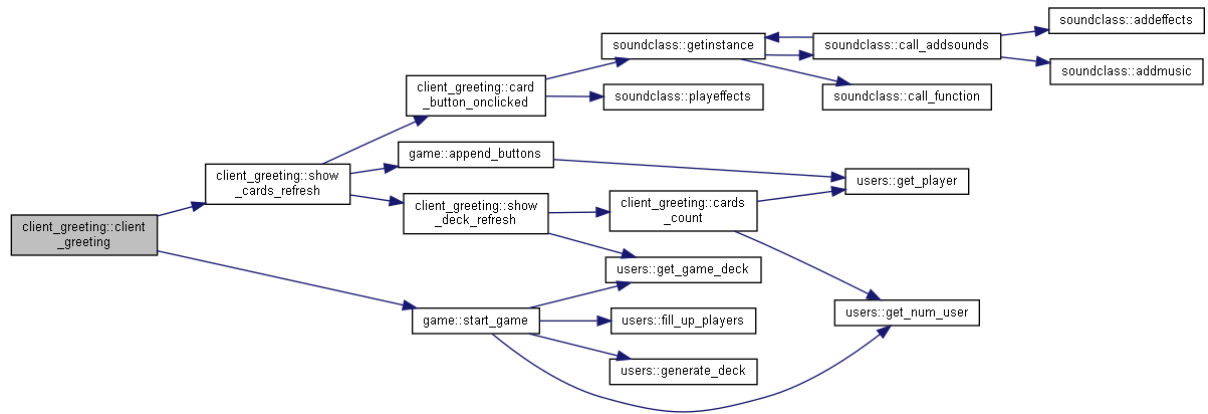 soundclass::addeffects
soundclass::getinstance
soundclass::call_addsounds
soundclass::addmusic
client_greeting::card
_button_onclicked
soundclass::playeffects
soundclass::call_function
game::append_buttons
client_greeting::show
_cards_refresh
users::get_player
client_greeting::show
_deck_refresh
client_greeting::cards
_count
client_greeting::client
_greeting
users::get_game_deck
game::start_game
users::fill_up_players
users::get_num_user
users::generate_deck